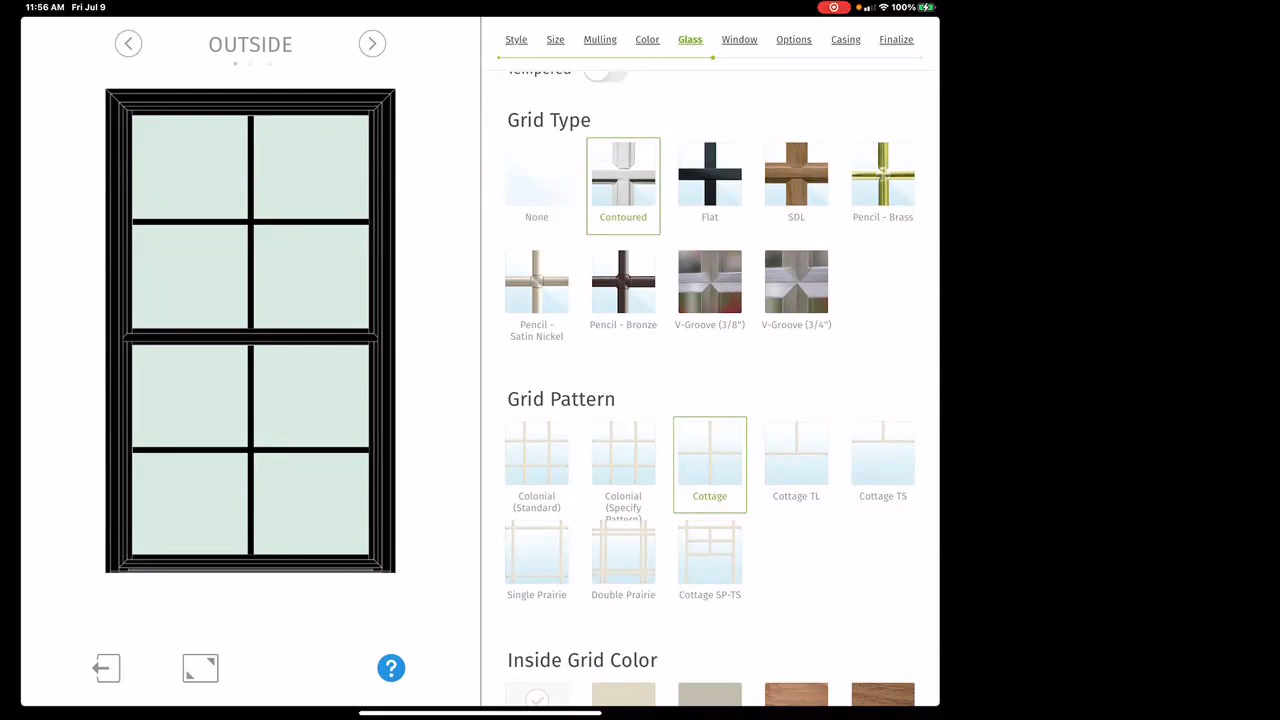 11:56 AM Fri Jul 9
100%
OUTSIDE
Style Size Mulling Color Glass Window Options Casing Finalize
Tempered
Grid Type
None
Contoured
Flat
SDL
Pencil - Brass
Pencil -
Satin Nickel
Pencil - Bronze
V-Groove (3/8")
V-Groove (3/4")
Grid Pattern
Colonial
(Standard)
Colonial
(Specify
Pattern)
Cottage
Cottage TL
Cottage TS
Single Prairie
Double Prairie
Cottage SP-TS
?
Inside Grid Color